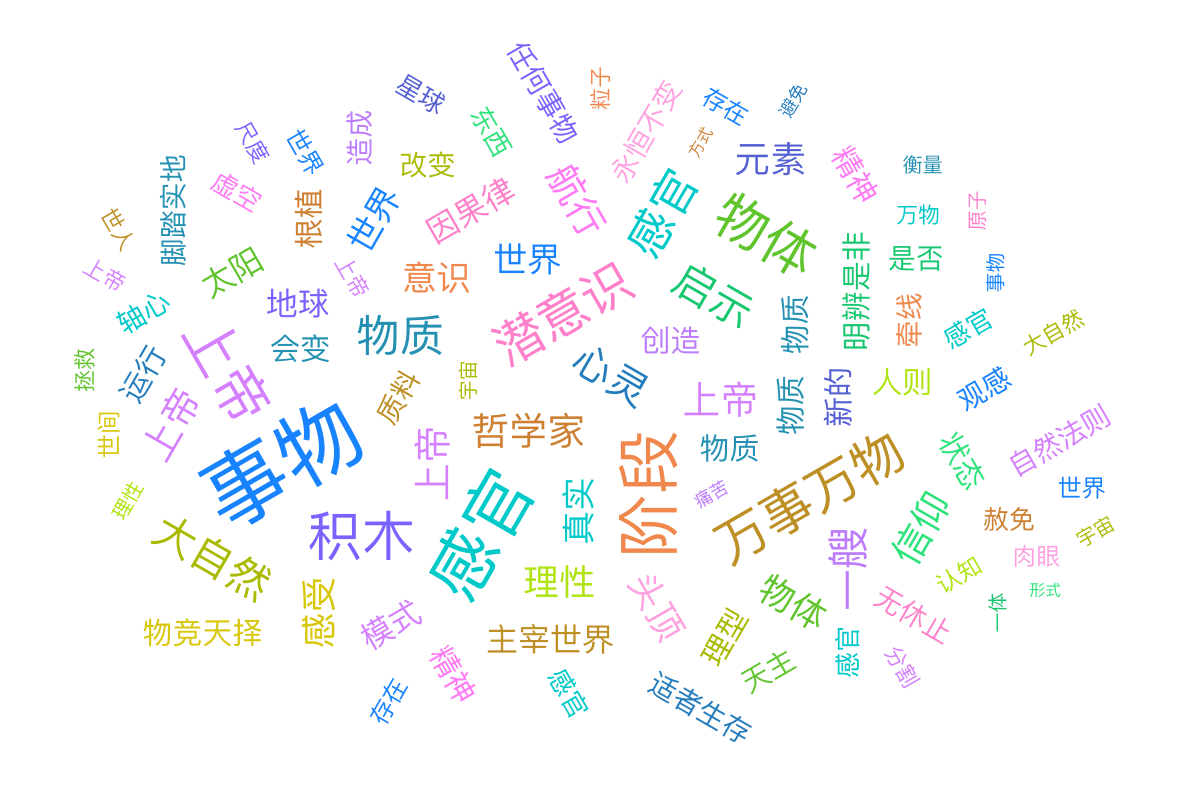 任何事物
粒子
星球
永恒不变
存在
避免
东西
尺度
世界
造成
方式
元素
改变
精神
衡量
脚踏实地
虚空
根植
世界
因果律
航行
感官
物体
万物
原子
世人
是否
明辨是非
上帝
太阳
上帝
意识
世界
潜意识
启示
事物
轴心
地球
物质
牵线
感官
大自然
会变
物质
创造
拯救
运行
上帝
质料
宇宙
心灵
上帝
物质
新的
人则
观感
世间
上帝
事物
上帝
哲学家
阶段
物质
万事万物
状态
自然法则
理性
积木
感官
真实
痛苦
世界
大自然
一艘
信仰
赦免
宇宙
肉眼
理性
认知
形式
一体
感受
模式
头顶
物体
无休止
物竞天择
主宰世界
理型
感官
分割
精神
天主
存在
感官
适者生存